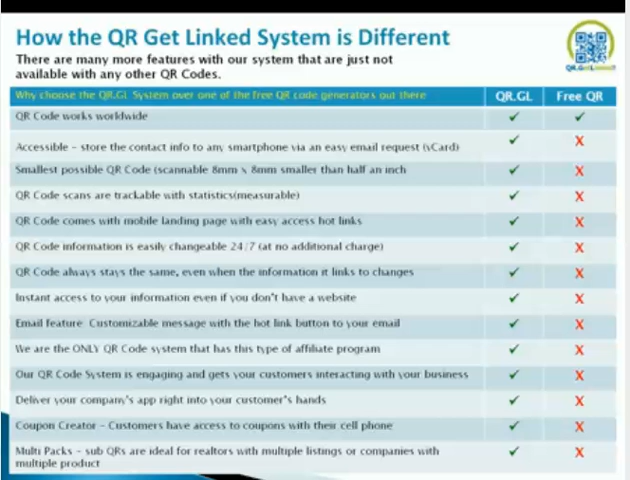 How the QR Get Linked System is Different
There are many more features with our system that are just not
available with any other QR Codes.
Why choose the QR.GL System over one of the free QR code generators out there QR.GL Free QR
QR Code works worldwide ✓ ✓
Accessible - store the contact info to any smartphone via an easy email request (vCard) ✓ X
Smallest possible QR Code (scannable 8mm x 8mm smaller than half an inch ✓ X
QR Code scans are trackable with statistics(measurable) ✓ X
QR Code comes with mobile landing page with easy access hot links ✓ X
QR Code information is easily changeable 24/7 (at no additional charge) ✓ X
QR Code always stays the same, even when the information it links to changes ✓ X
Instant access to your information even if you don't have a website ✓ X
Email feature Customizable message with the hot link button to your email ✓ X
We are the ONLY QR Code system that has this type of affiliate program ✓ X
Our QR Code System is engaging and gets your customers interacting with your business ✓ X
Deliver your company's app right into your customer's hands ✓ X
Coupon Creator - Customers have access to coupons with their cell phone ✓ X
Multi Packs - sub QRs are ideal for realtors with multiple listings or companies with ✓ X
multiple product